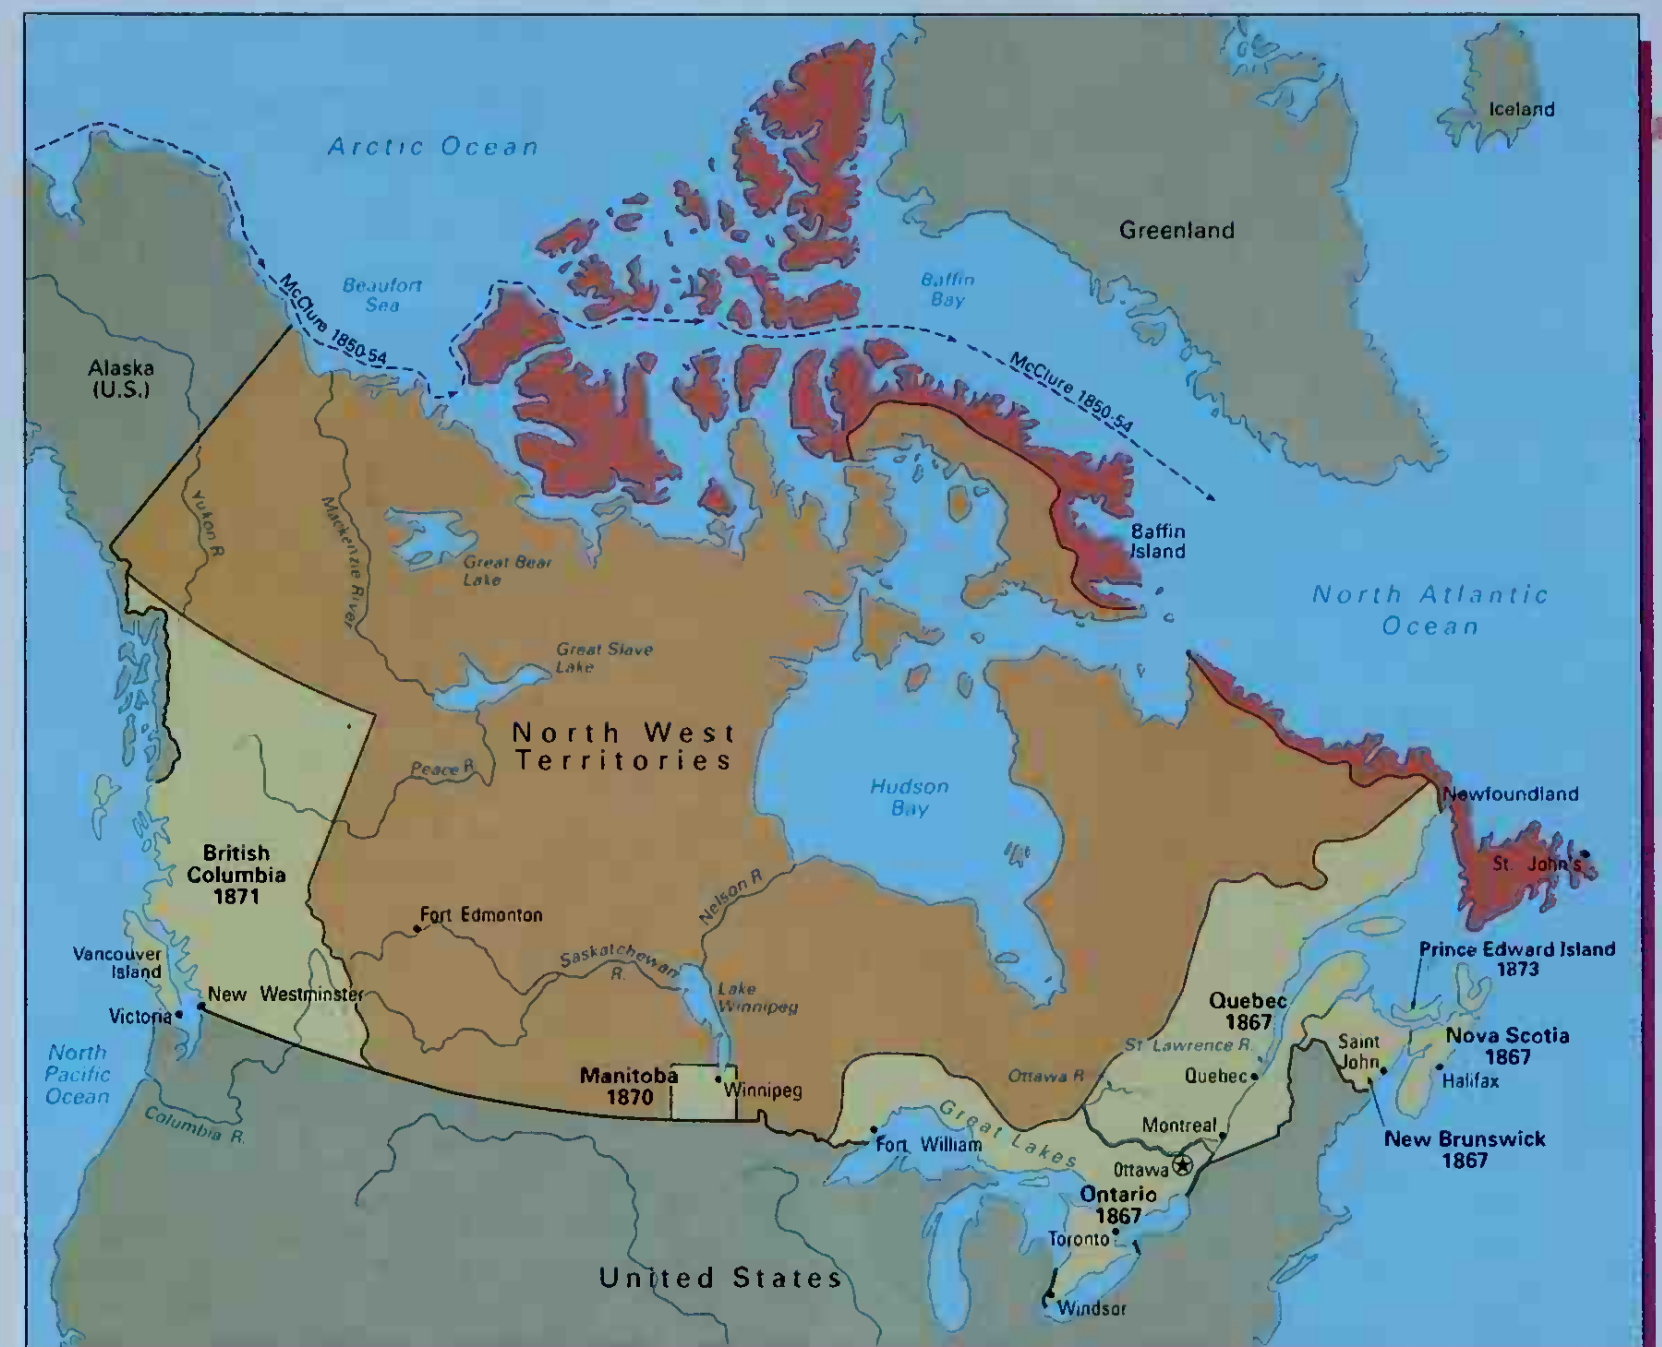 Arctic Ocean
Iceland
Greenland
Beaufort
Sea
Baffin
Bay
McClure 1850-54
McClure 1850-54
Alaska
(U.S.)
Yukon R.
Mackenzie River
Great Bear
Lake
Baffin
Island
North Atlantic
Ocean
Great Slave
Lake
North West
Territories
Peace R.
Hudson
Bay
Newfoundland
St. John's
British
Columbia
1871
Nelson R.
Fort Edmonton
Saskatchewan
R.
Vancouver
Island
New Westminster
Victoria
Lake
Winnipeg
Prince Edward Island
1873
Quebec
1867
Nova Scotia
1867
Saint
John
Halifax
St Lawrence R.
Quebec
Ottawa R.
North
Pacific
Ocean
Manitoba
1870
Winnipeg
Columbia R.
Great Lakes
Fort William
Montreal
New Brunswick
1867
Ottawa
Ontario
1867
Toronto
United States
Windsor